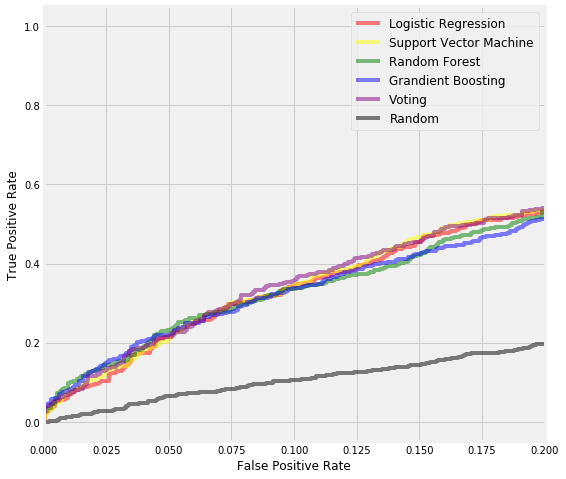 Logistic Regression
Support Vector Machine
Random Forest
Grandient Boosting
Voting
Random
1.0
0.8
0.6
0.4
0.2
0.0
True Positive Rate
0.000 0.025 0.050 0.075 0.100 0.125 0.150 0.175 0.200
False Positive Rate